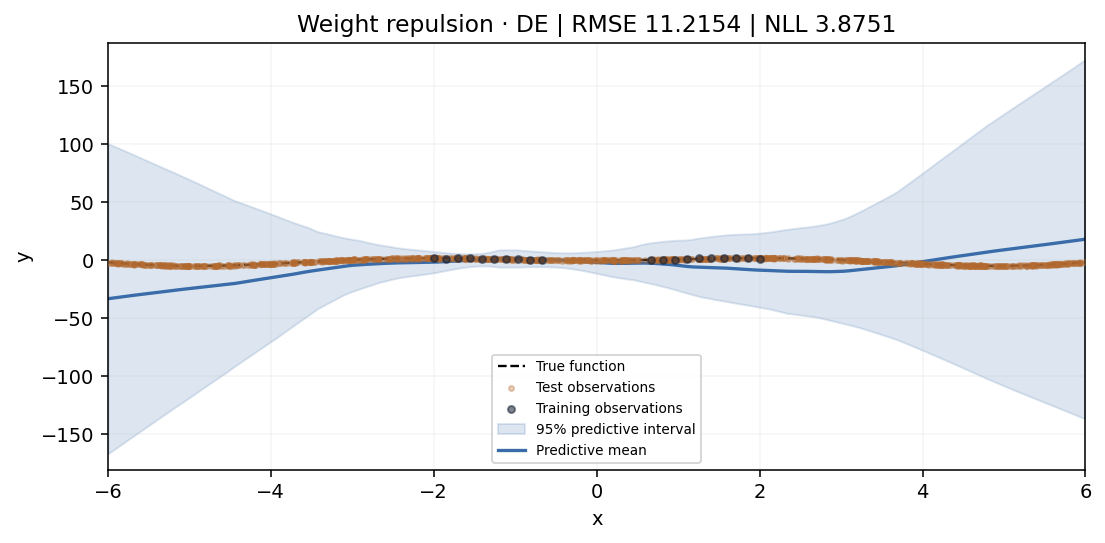 Weight repulsion · DE | RMSE 11.2154 | NLL 3.8751
y
150
100
50
0
−50
−100
−150
True function
Test observations
Training observations
95% predictive interval
Predictive mean
−6 −4 −2 0 2 4 6
x